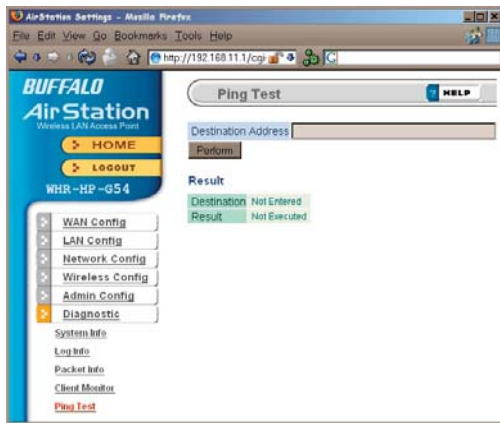 AirStation Settings - Mozilla Firefox
File Edit View Go Bookmarks Tools Help
http://192.168.11.1/cgi
BUFFALO
AirStation
Wireless LAN Access Point
HOME
LOGOUT
WHR-HP-G54
WAN Config
LAN Config
Network Config
Wireless Config
Admin Config
Diagnostic
System Info
Log Info
Packet Info
Client Monitor
Ping Test
Ping Test
? HELP
Destination Address
Perform
Result
Destination Not Entered
Result Not Executed